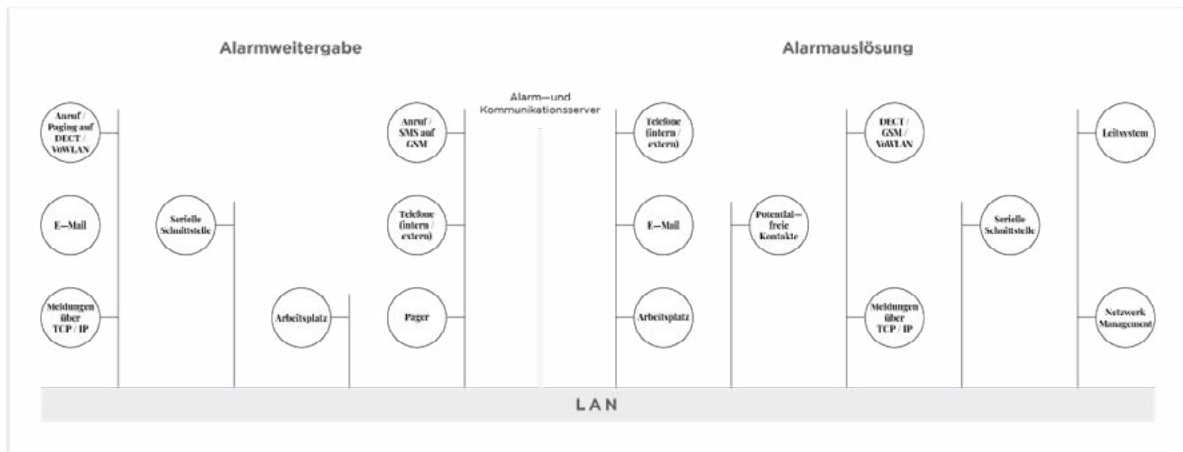 Alarmweitergabe
Alarmauslösung
Alarm—und
Kommunikationsserver
Anruf /
Paging auf
DECT /
VoWLAN
Anruf /
SMS auf
GSM
Telefone
(intern /
extern)
DECT /
GSM /
VoWLAN
Leitsystem
E—Mail
Serielle
Schnittstelle
Telefone
(intern /
extern)
E—Mail
Potential—
freie
Kontakte
Serielle
Schnittstelle
Meldungen
über
TCP / IP
Arbeitsplatz
Pager
Arbeitsplatz
Meldungen
über
TCP / IP
Netzwerk
Management
LAN